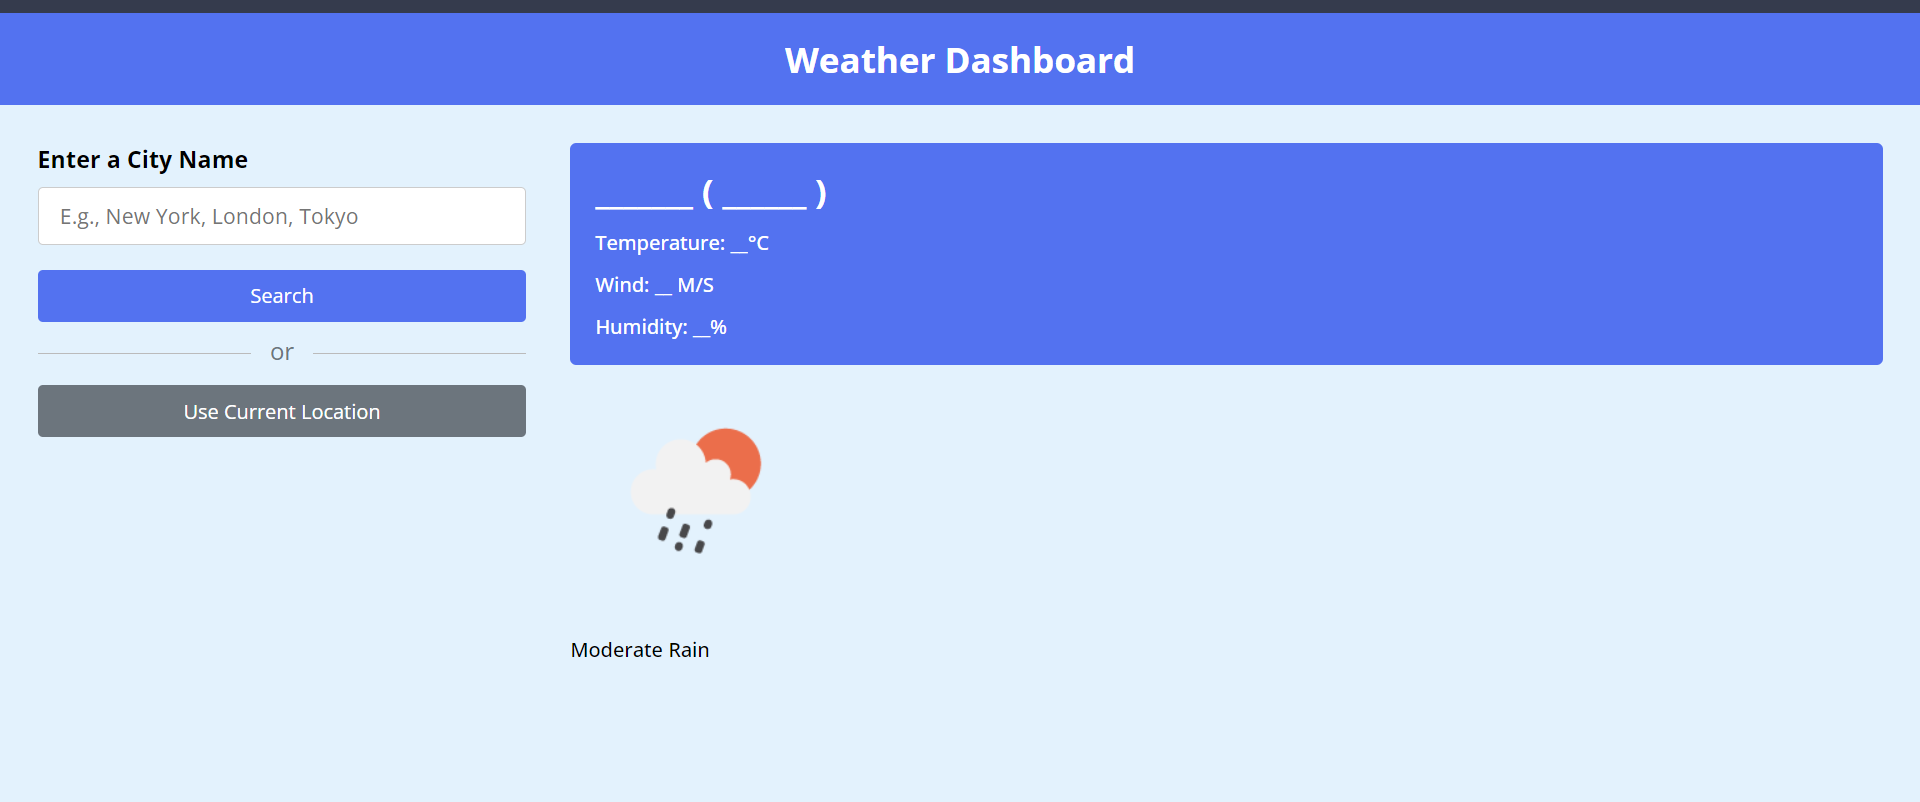 Weather Dashboard
Enter a City Name
E.g., New York, London, Tokyo
Search
or
Use Current Location
_______ ( ______ )
Temperature: __°C
Wind: __ M/S
Humidity: __%
Moderate Rain